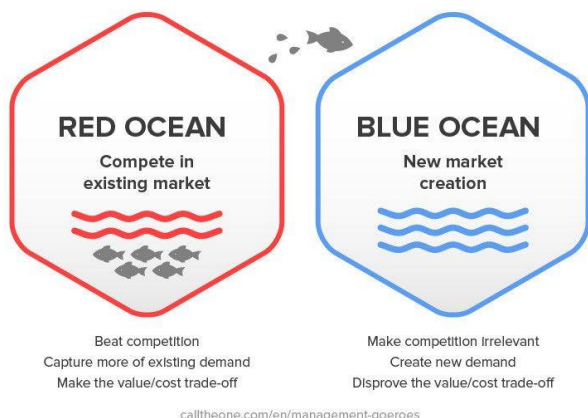 RED OCEAN
Compete in
existing market
Beat competition
Capture more of existing demand
Make the value/cost trade-off
BLUE OCEAN
New market
creation
Make competition irrelevant
Create new demand
Disprove the value/cost trade-off
calltheone.com/en/management-goeroes